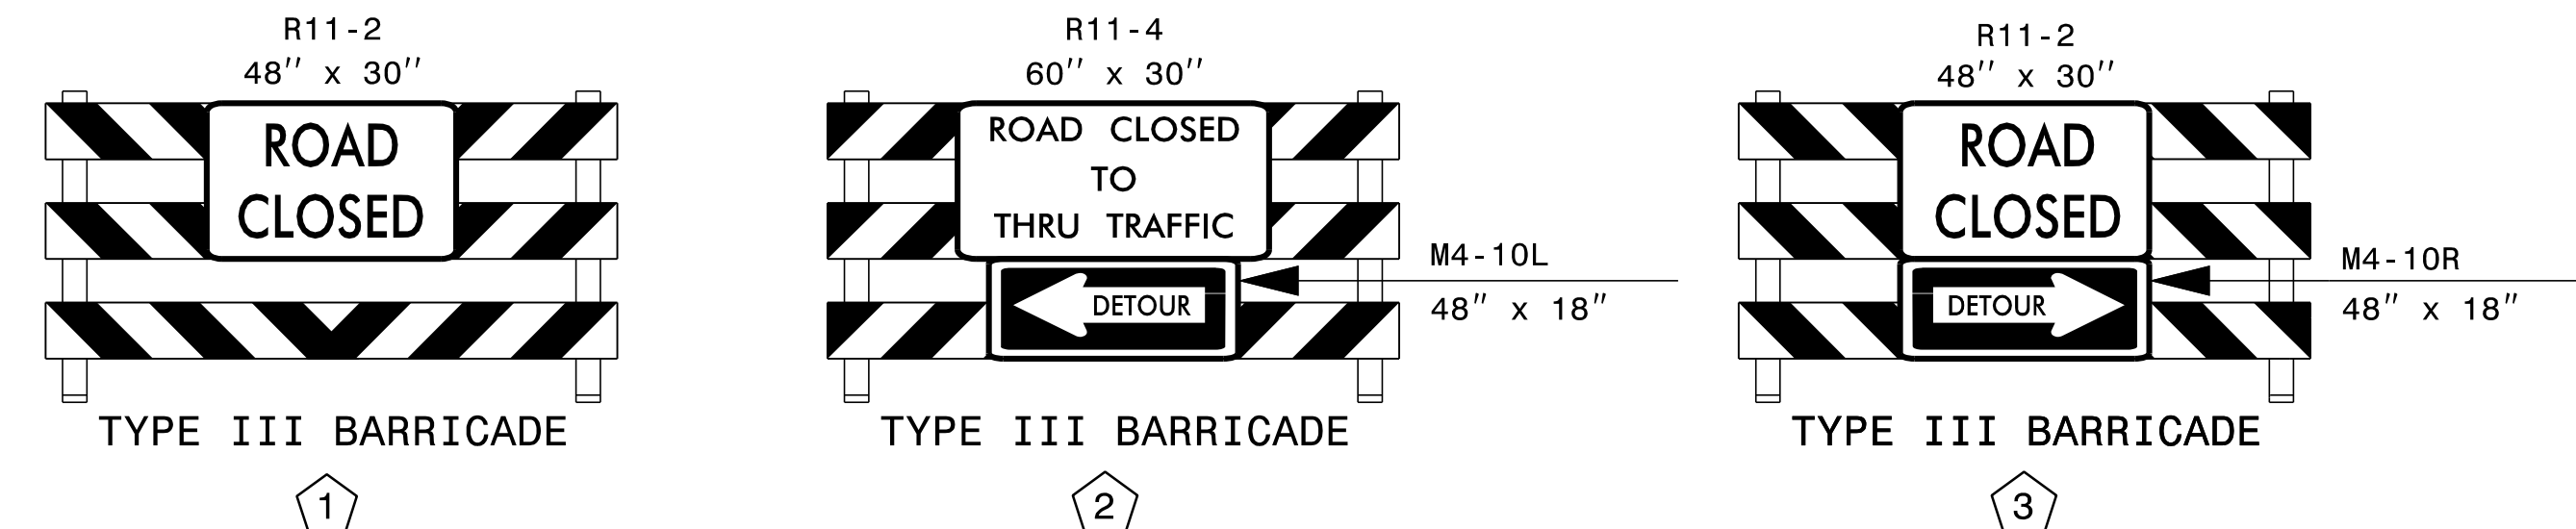 R11-2
48'' x 30''
ROAD
CLOSED
TYPE III BARRICADE
1
R11-4
60'' x 30''
ROAD CLOSED
TO
THRU TRAFFIC
DETOUR
M4-10L
48'' x 18''
TYPE III BARRICADE
2
R11-2
48'' x 30''
ROAD
CLOSED
DETOUR
M4-10R
48'' x 18''
TYPE III BARRICADE
3